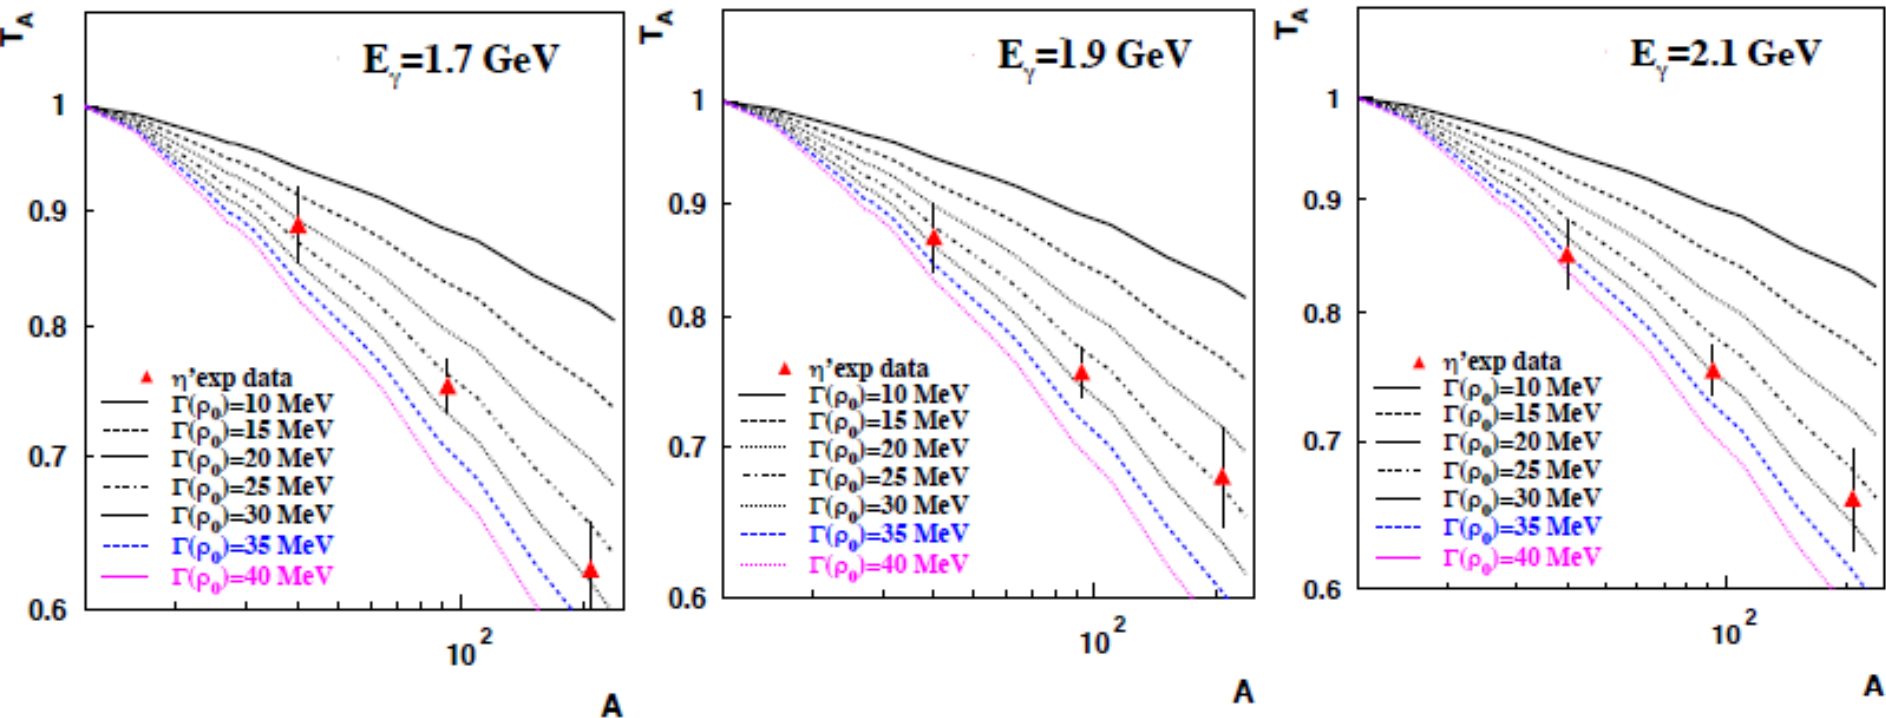 T_A
E_γ=1.7 GeV
1
0.9
0.8
0.7
0.6
η’exp data
Γ(ρ_0)=10 MeV
Γ(ρ_0)=15 MeV
Γ(ρ_0)=20 MeV
Γ(ρ_0)=25 MeV
Γ(ρ_0)=30 MeV
Γ(ρ_0)=35 MeV
Γ(ρ_0)=40 MeV
10^2
A
T_A
E_γ=1.9 GeV
1
0.9
0.8
0.7
0.6
η’exp data
Γ(ρ_0)=10 MeV
Γ(ρ_0)=15 MeV
Γ(ρ_0)=20 MeV
Γ(ρ_0)=25 MeV
Γ(ρ_0)=30 MeV
Γ(ρ_0)=35 MeV
Γ(ρ_0)=40 MeV
10^2
A
T_A
E_γ=2.1 GeV
1
0.9
0.8
0.7
0.6
η’exp data
Γ(ρ_0)=10 MeV
Γ(ρ_0)=15 MeV
Γ(ρ_0)=20 MeV
Γ(ρ_0)=25 MeV
Γ(ρ_0)=30 MeV
Γ(ρ_0)=35 MeV
Γ(ρ_0)=40 MeV
10^2
A